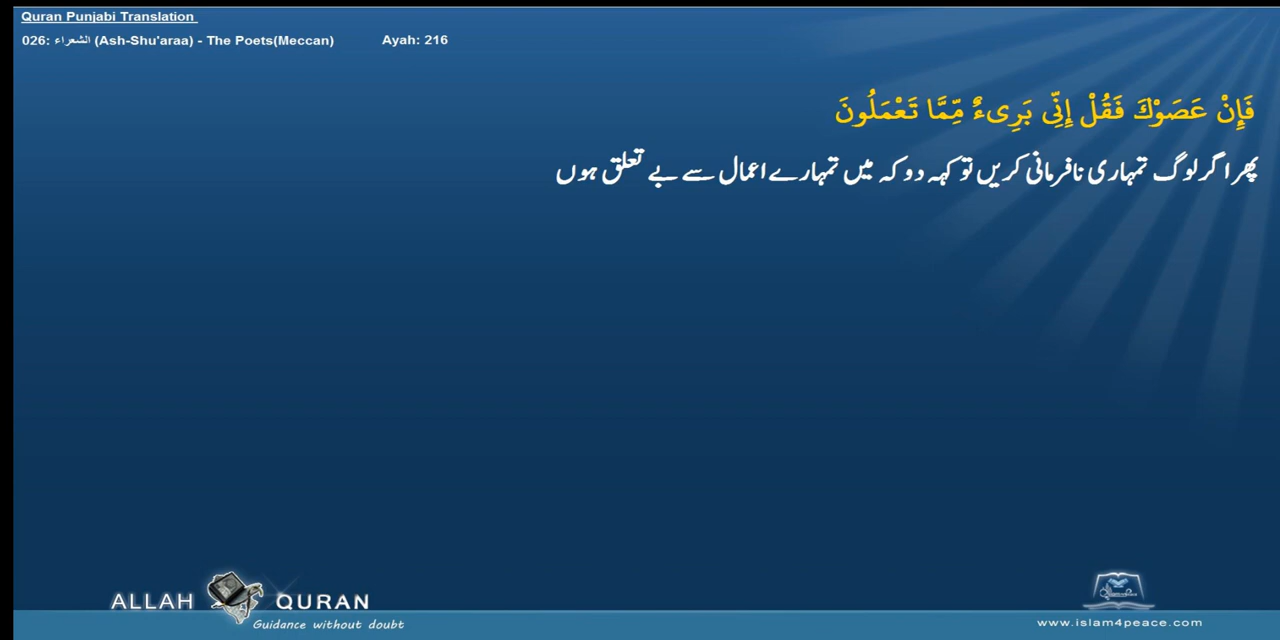 Quran Punjabi Translation
026: الشعراء (Ash-Shu'araa) - The Poets(Meccan) Ayah: 216
فَإِنْ عَصَوْكَ فَقُلْ إِنِّى بَرِىءٌ مِّمَّا تَعْمَلُونَ
پھر اگر لوگ تمہاری نافرمانی کریں تو کہہ دو کہ میں تمہارے اعمال سے بے تعلق ہوں
ALLAH QURAN
Guidance without doubt
www.islam4peace.com